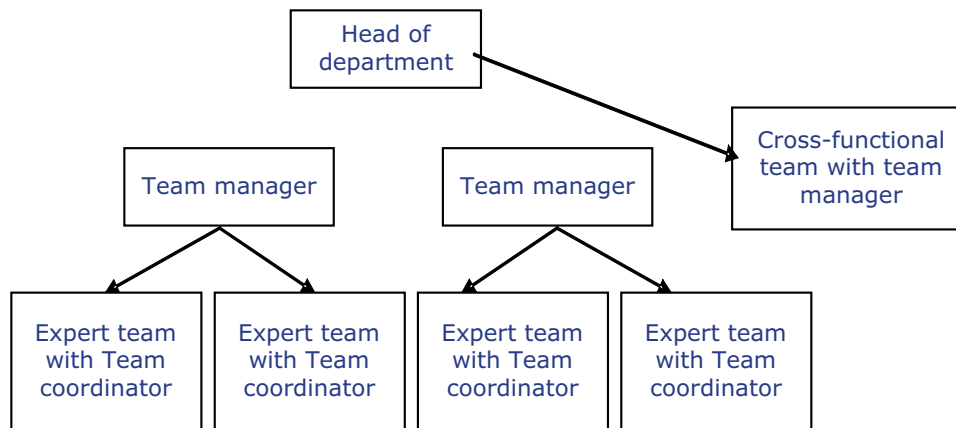 Head of
department
Cross-functional
team with team
manager
Team manager
Team manager
Expert team
with Team
coordinator
Expert team
with Team
coordinator
Expert team
with Team
coordinator
Expert team
with Team
coordinator